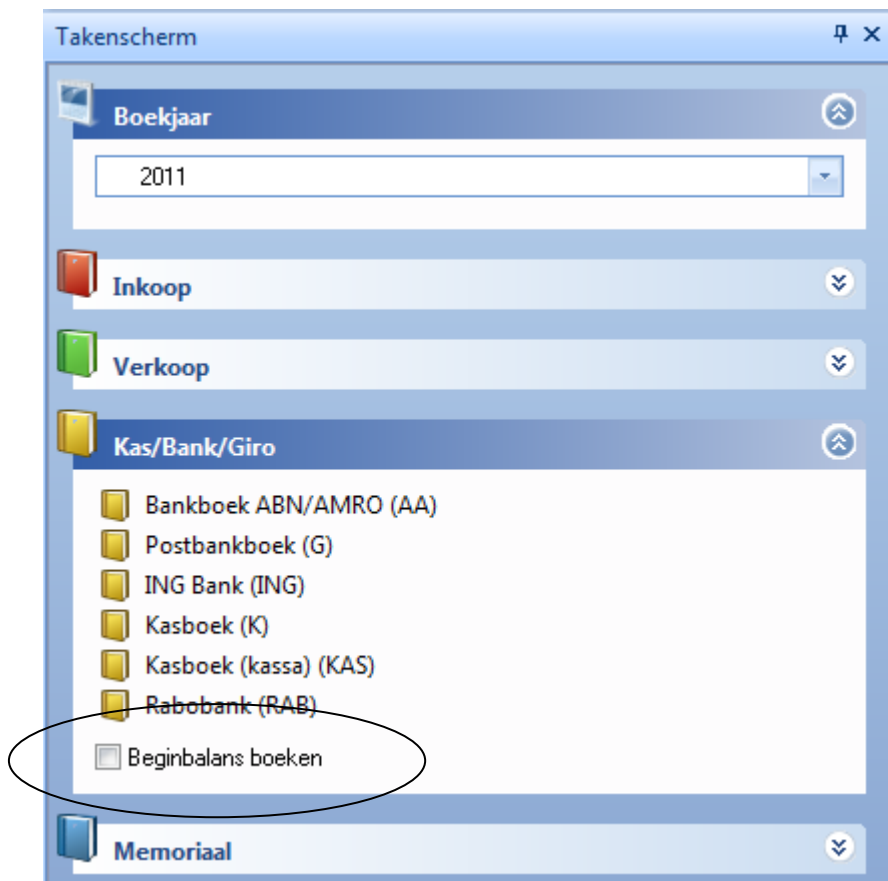 Takenscherm
Boekjaar
2011
Inkoop
Verkoop
Kas/Bank/Giro
Bankboek ABN/AMRO (AA)
Postbankboek (G)
ING Bank (ING)
Kasboek (K)
Kasboek (kassa) (KAS)
Rabobank (RAB)
Beginbalans boeken
Memoriaal